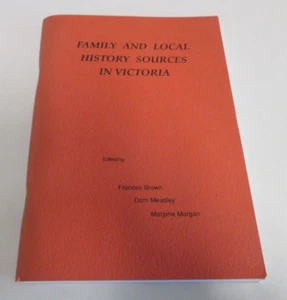 FAMILY AND LOCAL
HISTORY SOURCES
IN VICTORIA
Edited by
Frances Brown
Dom Meadley
Marjorie Morgan